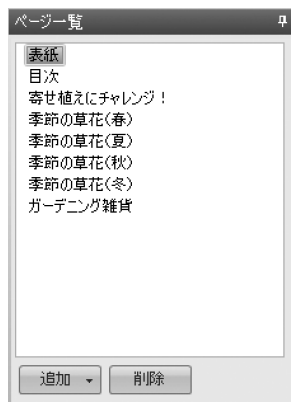 ページ一覧
表紙
目次
寄せ植えにチャレンジ！
季節の草花(春)
季節の草花(夏)
季節の草花(秋)
季節の草花(冬)
ガーデニング雑貨
追加 削除